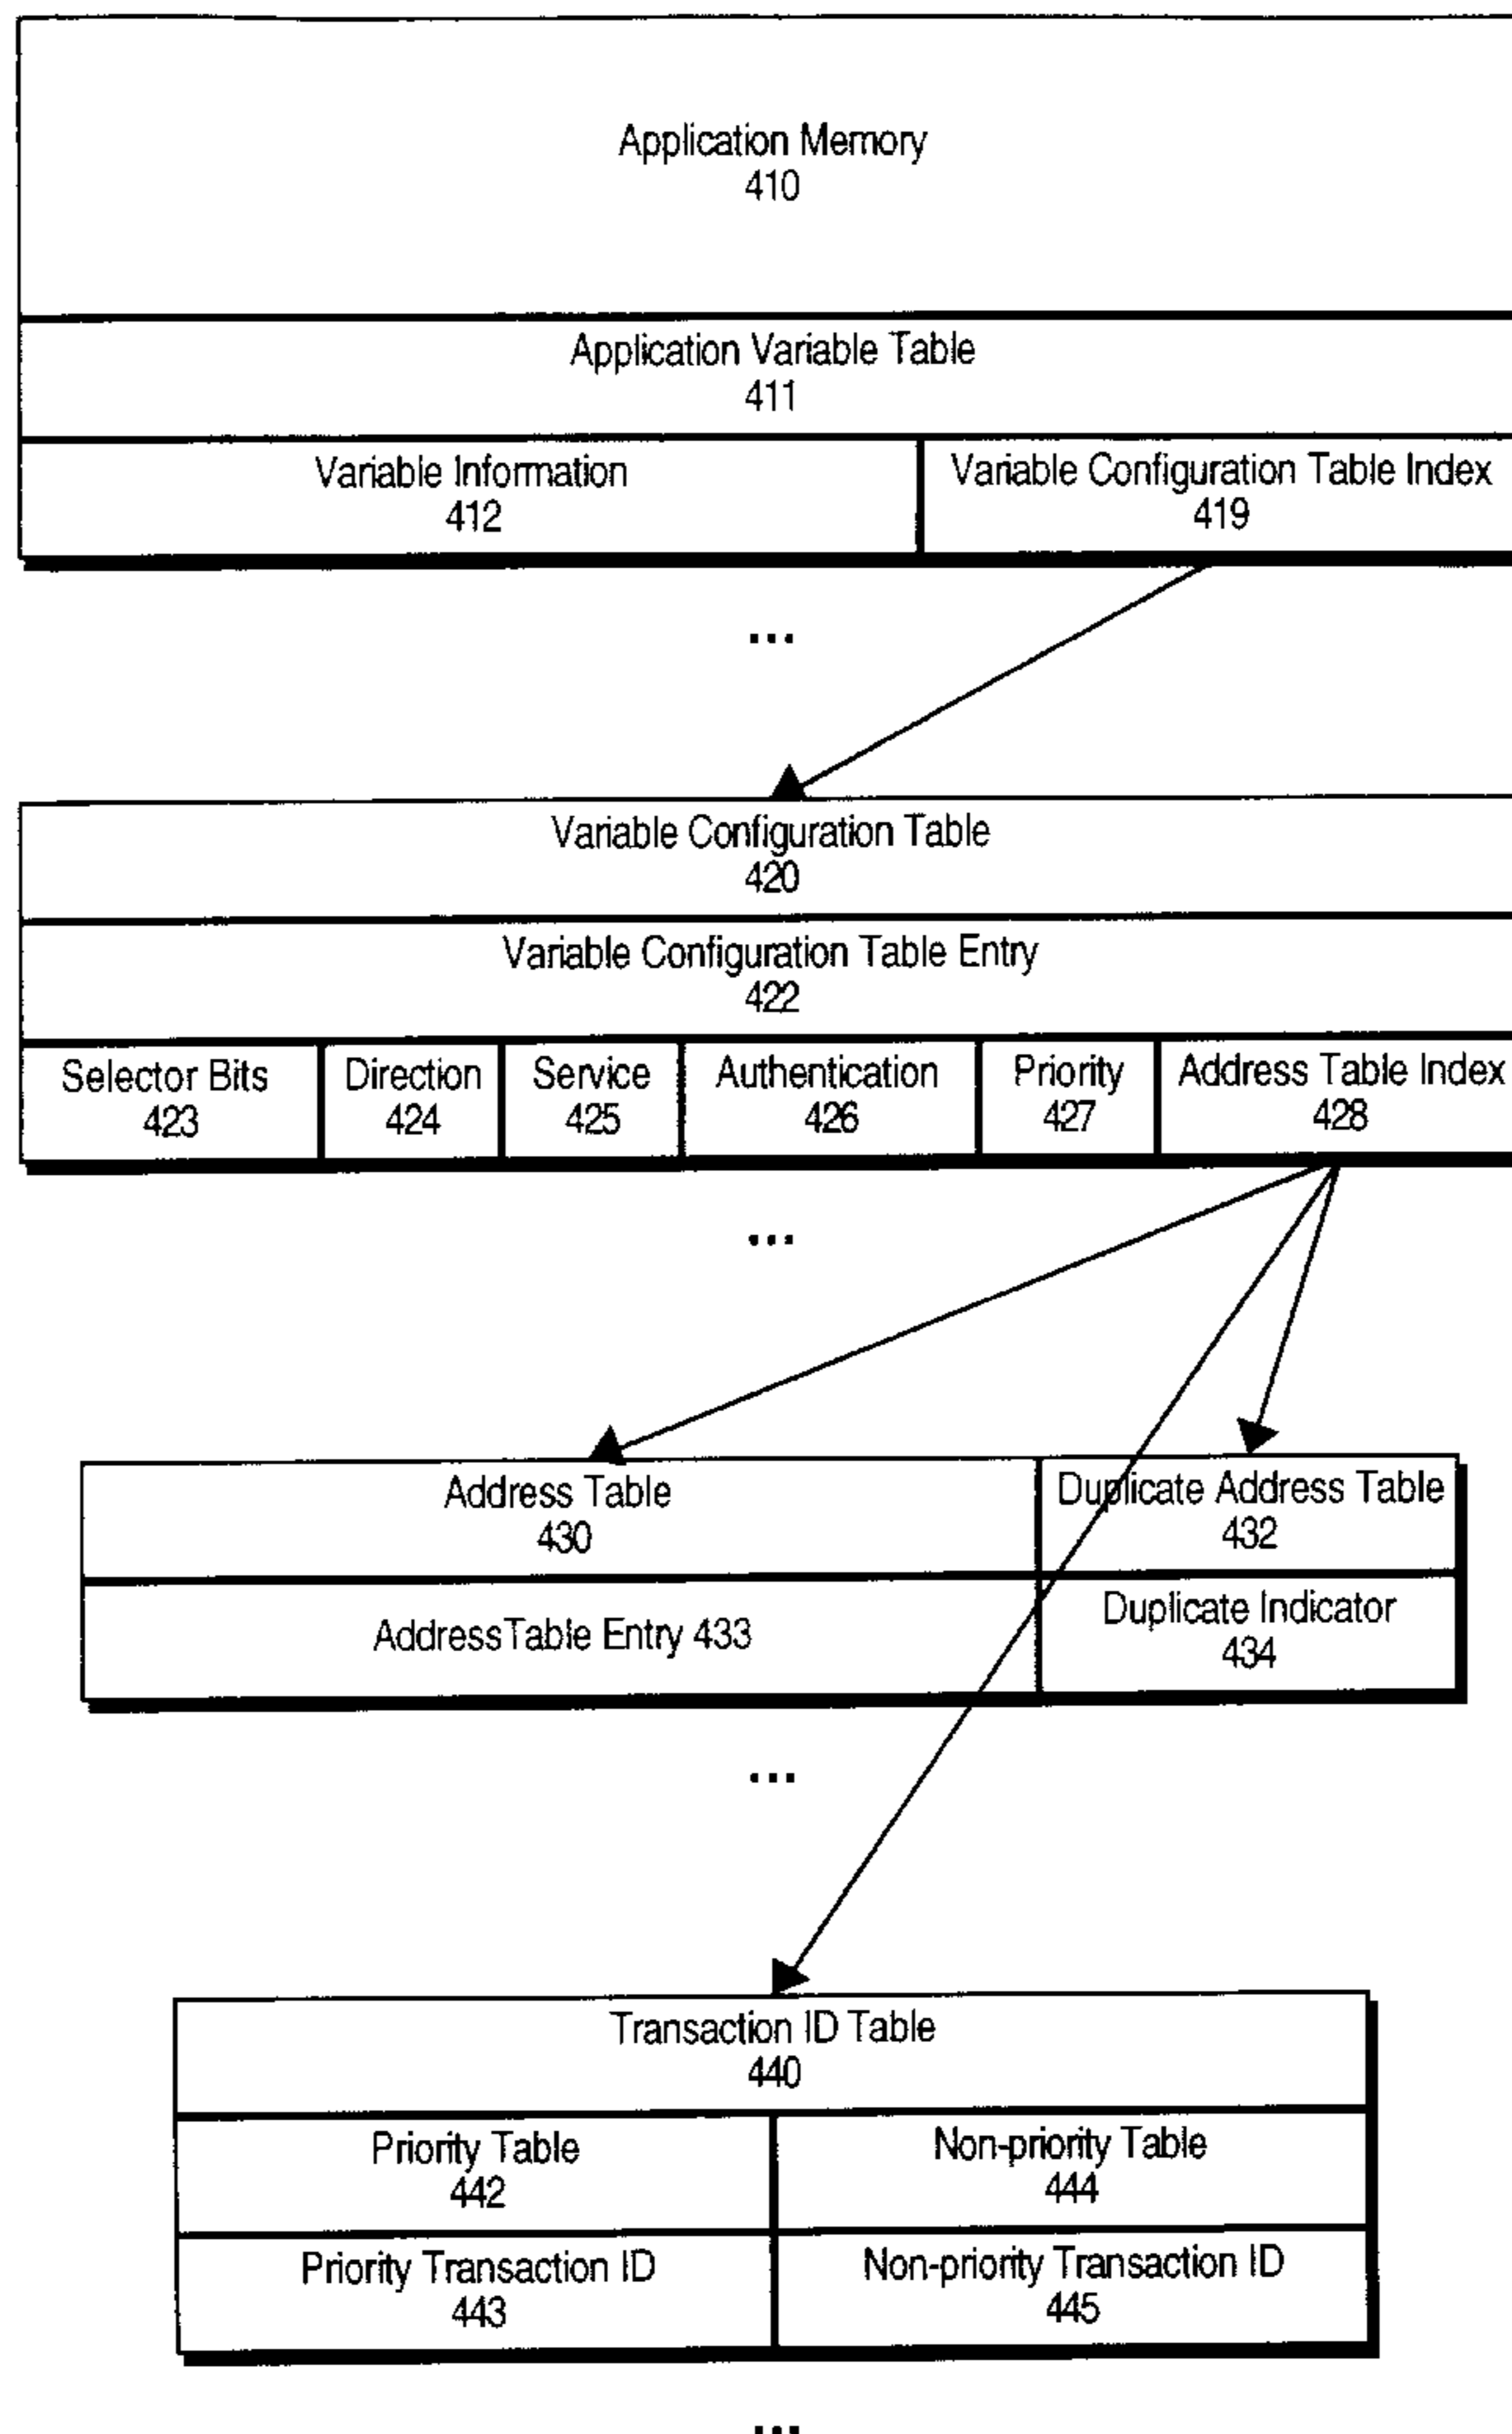 Application Memory
410
Application Variable Table
411
Variable Information
412
Variable Configuration Table Index
419
...
Variable Configuration Table
420
Variable Configuration Table Entry
422
Selector Bits
423
Direction
424
Service
425
Authentication
426
Priority
427
Address Table Index
428
...
Address Table
430
Duplicate Address Table
432
AddressTable Entry 433
Duplicate Indicator
434
...
Transaction ID Table
440
Priority Table
442
Non-priority Table
444
Priority Transaction ID
443
Non-priority Transaction ID
445
...